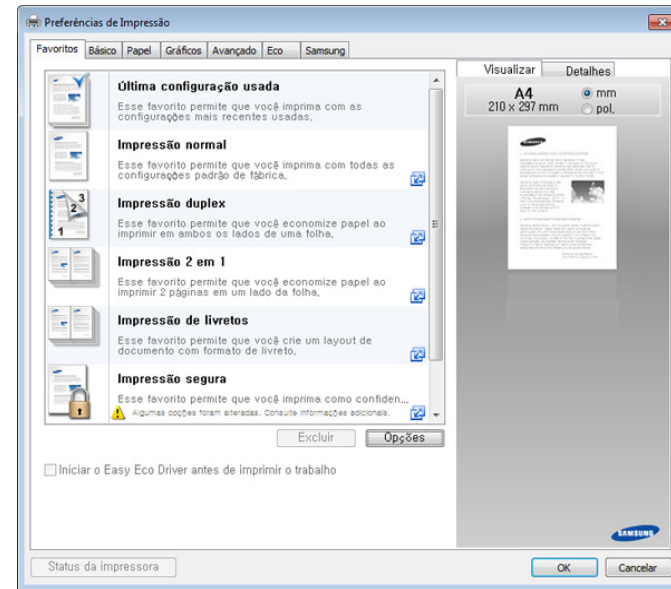 Preferências de Impressão
Favoritos Básico Papel Gráficos Avançado Eco Samsung
Última configuração usada
Esse favorito permite que você imprima com as
configurações mais recentes usadas.
Impressão normal
Esse favorito permite que você imprima com todas as
configurações padrão de fábrica.
Impressão duplex
Esse favorito permite que você economize papel ao
imprimir em ambos os lados de uma folha.
Impressão 2 em 1
Esse favorito permite que você economize papel ao
imprimir 2 páginas em um lado da folha.
Impressão de livretos
Esse favorito permite que você crie um layout de
documento com formato de livreto.
Impressão segura
Esse favorito permite que você imprima como confiden...
Algumas opções foram alteradas. Consulte informações adicionais.
Excluir Opções
Iniciar o Easy Eco Driver antes de imprimir o trabalho
Status da impressora
Visualizar Detalhes
A4
210 x 297 mm
mm
pol.
SAMSUNG
OK Cancelar